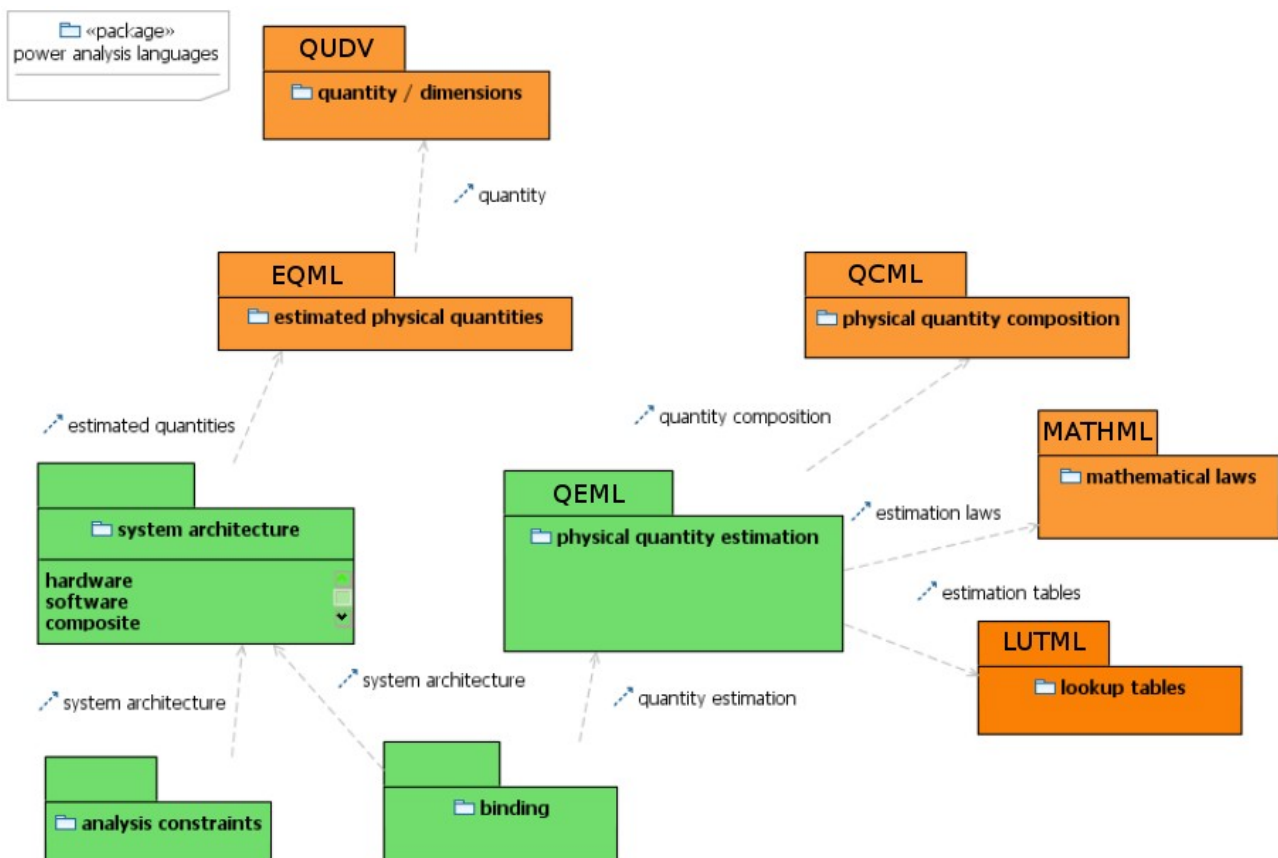 «package»
power analysis languages
QUDV
quantity / dimensions
quantity
EQML
estimated physical quantities
QCML
physical quantity composition
estimated quantities
quantity composition
MATHML
mathematical laws
system architecture
hardware
software
composite
QEML
physical quantity estimation
estimation laws
estimation tables
LUTML
lookup tables
system architecture
system architecture
quantity estimation
analysis constraints
binding